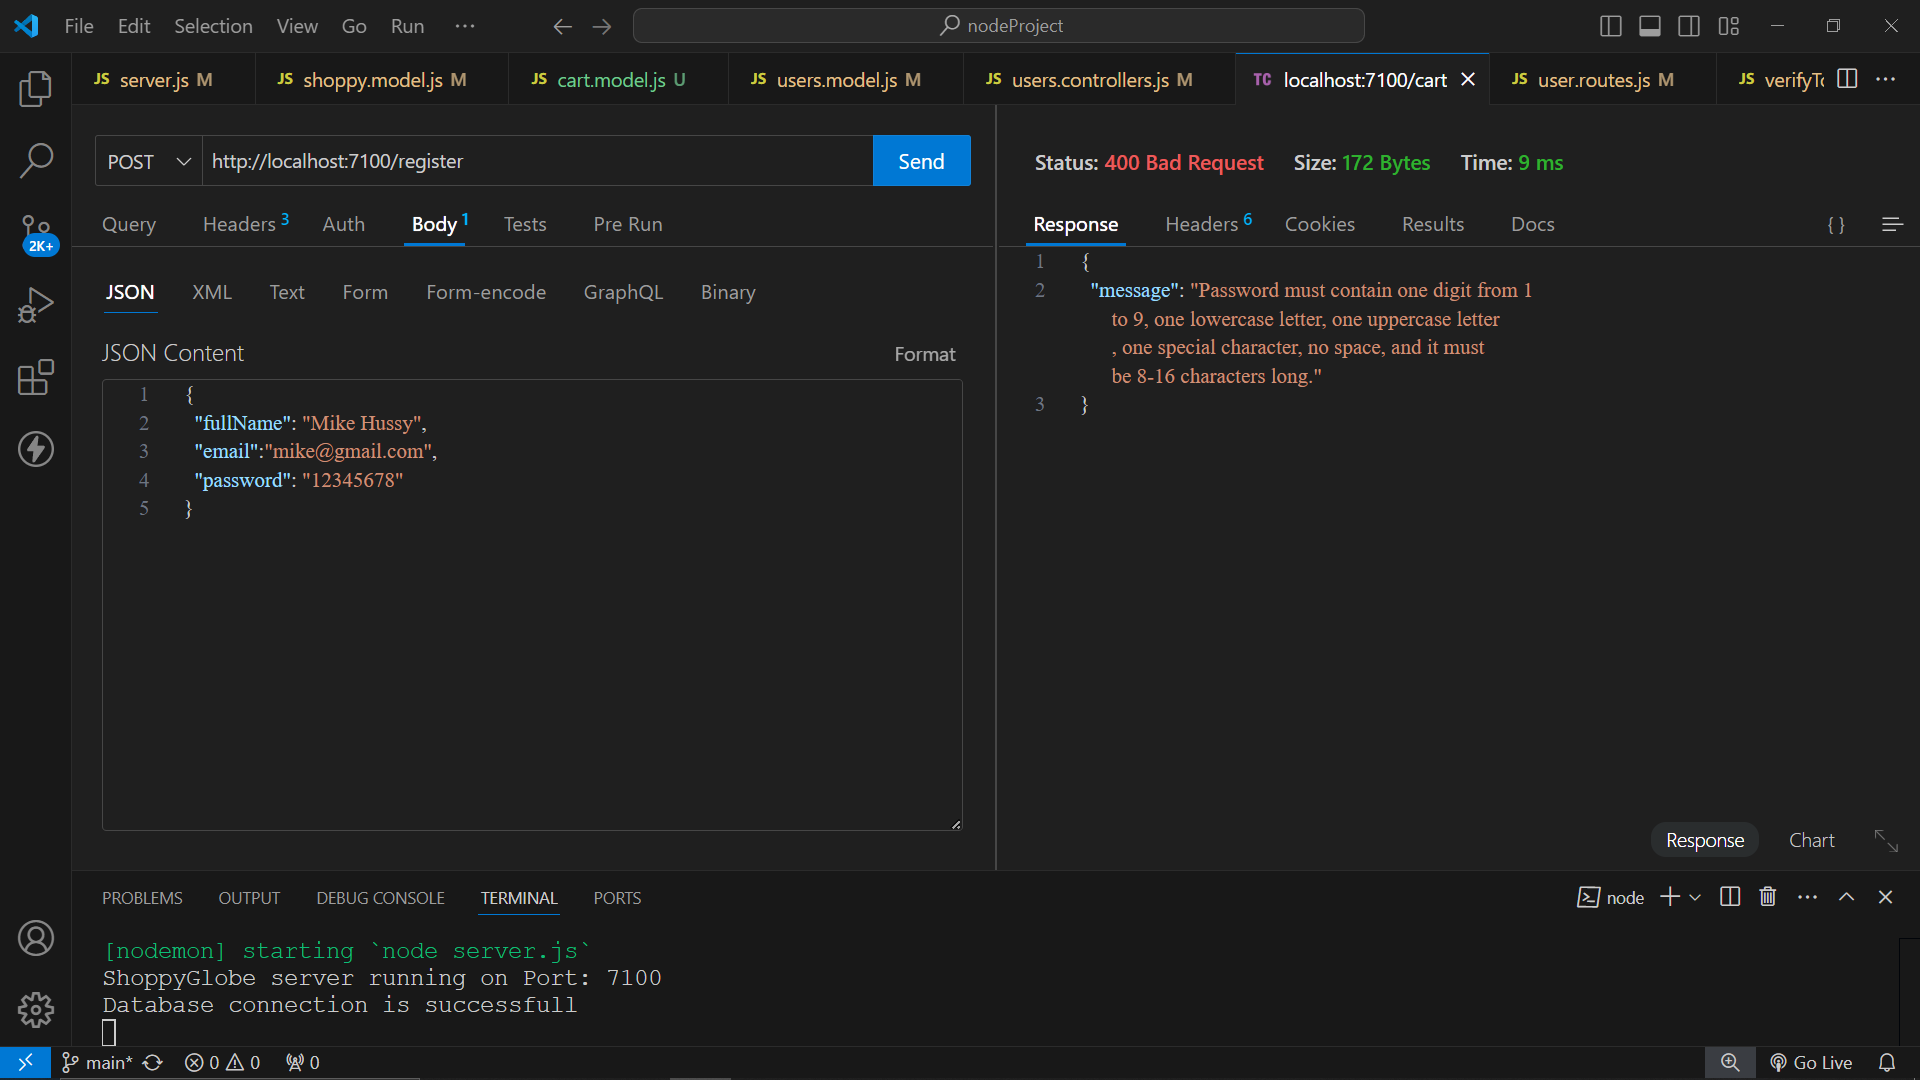 File Edit Selection View Go Run ··· nodeProject
JS server.js M JS shoppy.model.js M JS cart.model.js U JS users.model.js M JS users.controllers.js M TC localhost:7100/cart JS user.routes.js M JS verifyTo
POST http://localhost:7100/register Send
Query Headers 3 Auth Body 1 Tests Pre Run
JSON XML Text Form Form-encode GraphQL Binary
JSON Content Format
1 {
2 "fullName": "Mike Hussy",
3 "email":"mike@gmail.com",
4 "password": "12345678"
5 }
Status: 400 Bad Request Size: 172 Bytes Time: 9 ms
Response Headers 6 Cookies Results Docs { }
1 {
2 "message": "Password must contain one digit from 1
to 9, one lowercase letter, one uppercase letter
, one special character, no space, and it must
be 8-16 characters long."
3 }
Response Chart
2K+
PROBLEMS OUTPUT DEBUG CONSOLE TERMINAL PORTS node
[nodemon] starting `node server.js`
ShoppyGlobe server running on Port: 7100
Database connection is successfull
main* 0 0 0 Go Live